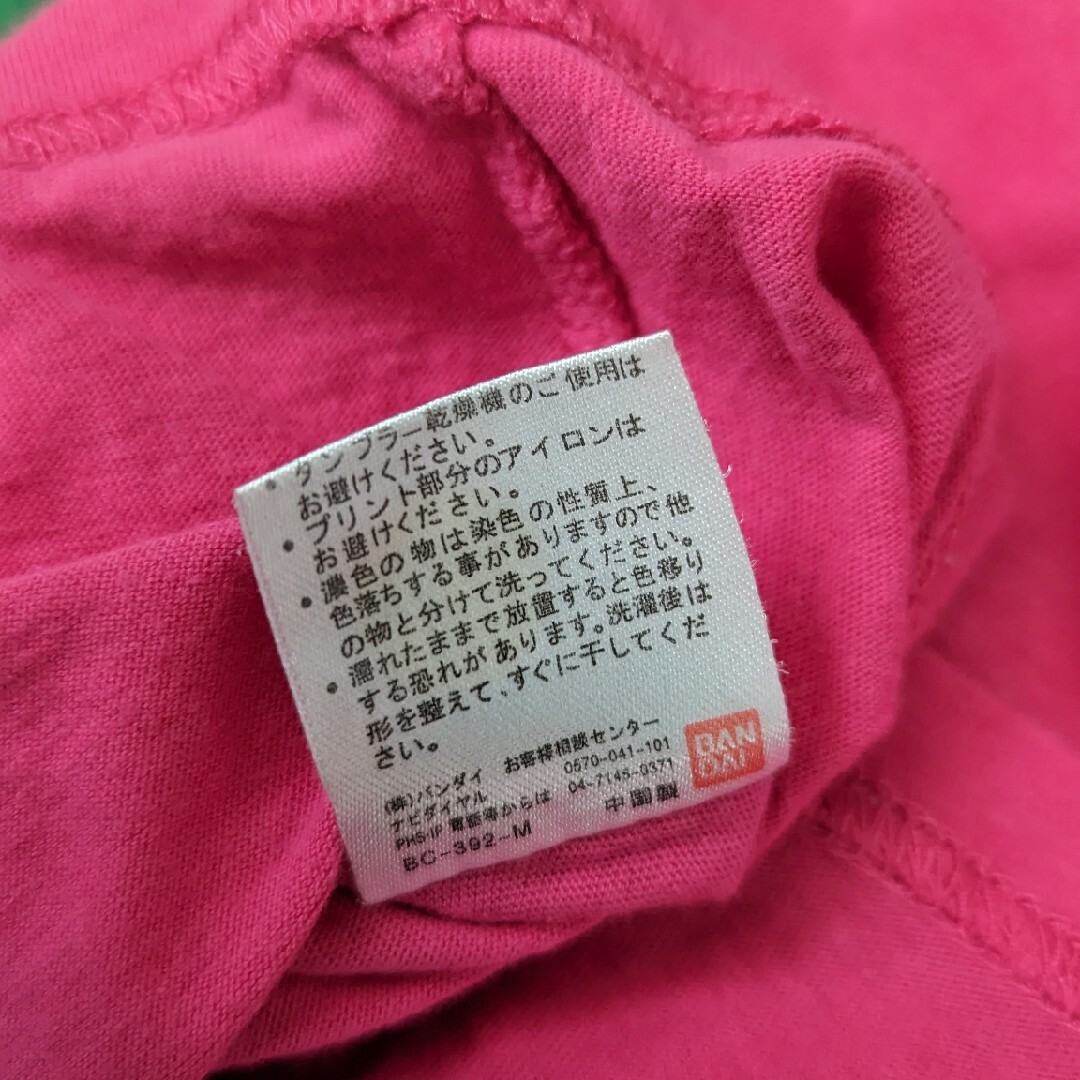 ・タンブラー乾燥機のご使用は
お避けください。
・プリント部分のアイロンは
お避けください。
・濃色の物は染色の性質上、
色落ちする事がありますので他
の物と分けて洗ってください。
・濡れたままで放置すると色移り
する恐れがあります。洗濯後は
形を整えて、すぐに干してくだ
さい。
(株)バンダイ お客様相談センター
ナビダイヤル 0570-041-101
PHS・IP電話等からは 04-7146-0371
BC-392-M 中国製
BAN
DAI